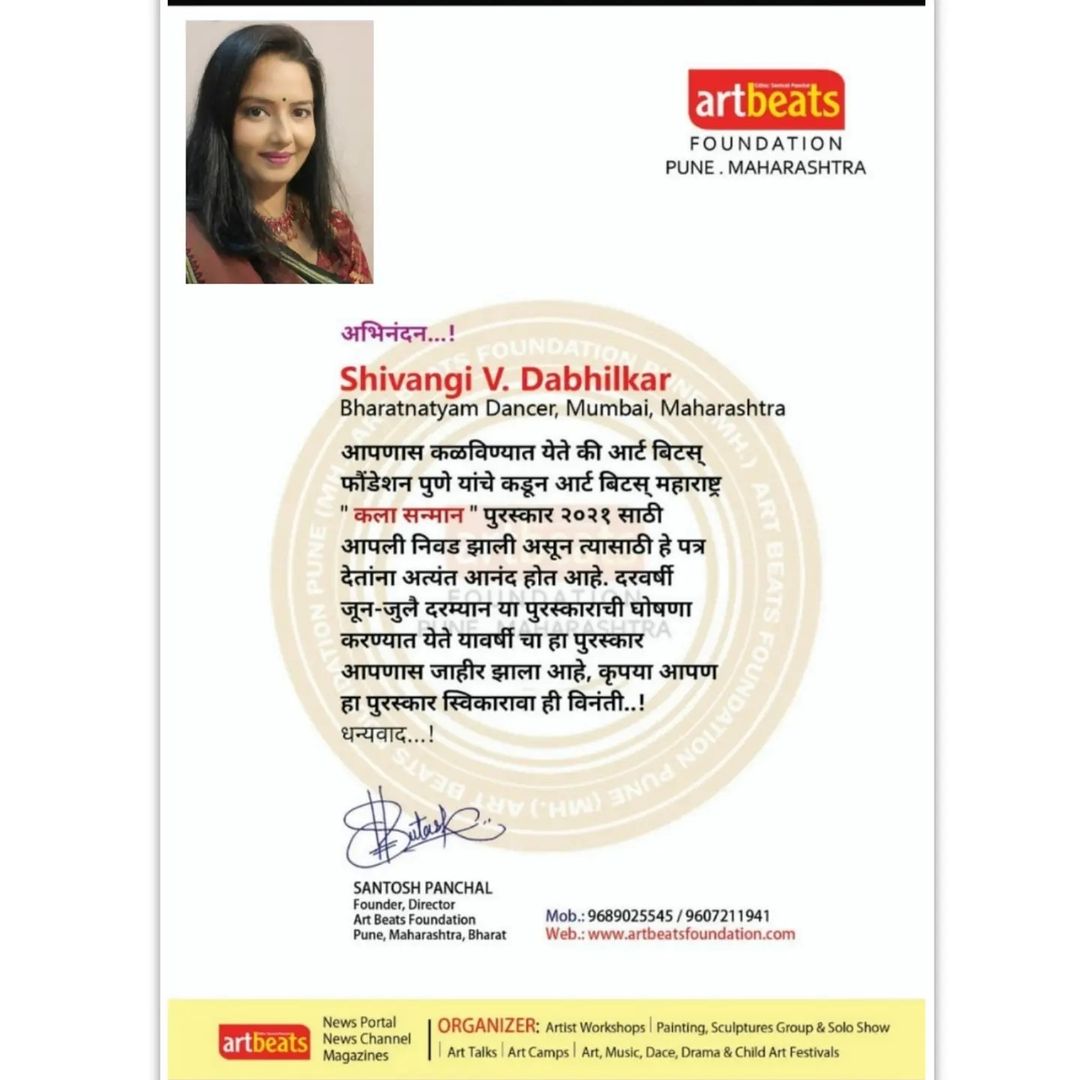 artbeats
FOUNDATION
PUNE . MAHARASHTRA
अभिनंदन...!
Shivangi V. Dabhilkar
Bharatnatyam Dancer, Mumbai, Maharashtra
आपणास कळविण्यात येते की आर्ट बिटस्
फौंडेशन पुणे यांचे कडून आर्ट बिटस् महाराष्ट्र
" कला सन्मान " पुरस्कार २०२१ साठी
आपली निवड झाली असून त्यासाठी हे पत्र
देतांना अत्यंत आनंद होत आहे. दरवर्षी
जून-जुलै दरम्यान या पुरस्काराची घोषणा
करण्यात येते यावर्षी चा हा पुरस्कार
आपणास जाहीर झाला आहे, कृपया आपण
हा पुरस्कार स्विकारावा ही विनंती..!
धन्यवाद...!
SANTOSH PANCHAL
Founder, Director
Art Beats Foundation
Pune, Maharashtra, Bharat
Mob.: 9689025545 / 9607211941
Web.: www.artbeatsfoundation.com
artbeats
News Portal
News Channel
Magazines
ORGANIZER: Artist Workshops | Painting, Sculptures Group & Solo Show
| Art Talks | Art Camps | Art, Music, Dace, Drama & Child Art Festivals